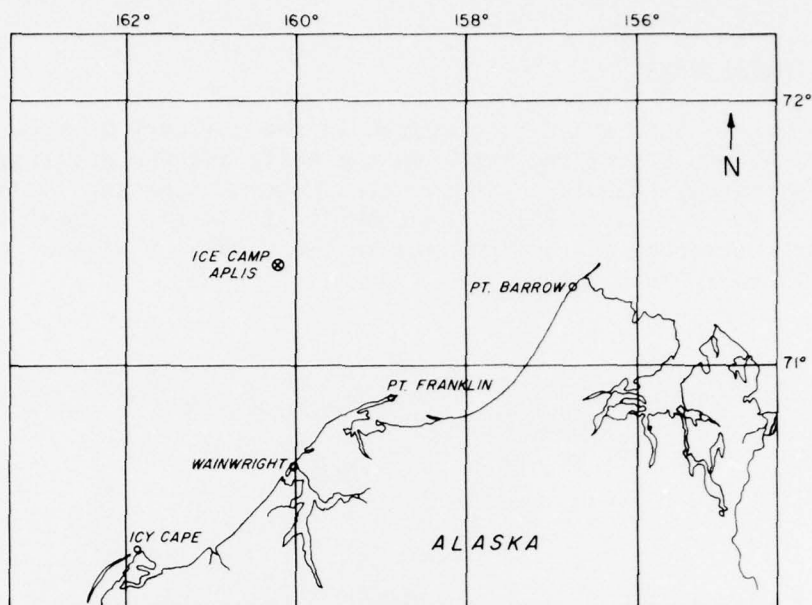 162°
160°
158°
156°
72°
N
ICE CAMP
APLIS
PT. BARROW
71°
PT. FRANKLIN
WAINWRIGHT
ICY CAPE
ALASKA